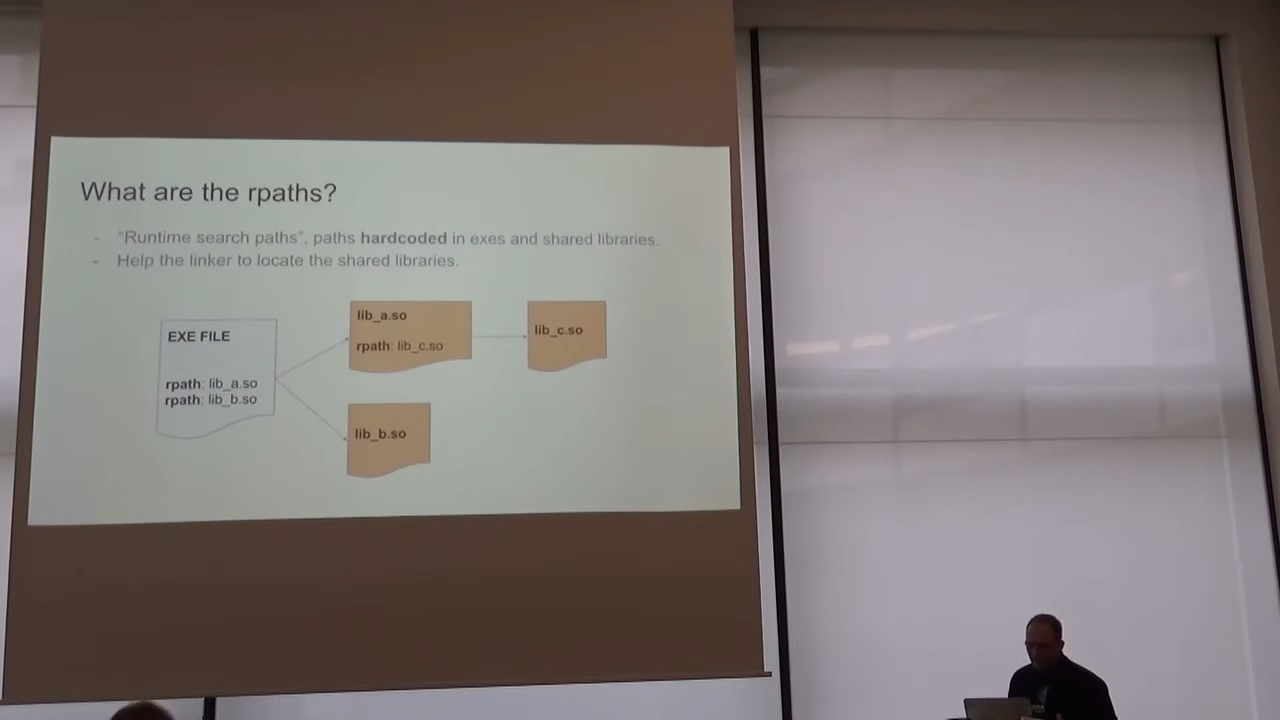 What are the rpaths?
- "Runtime search paths", paths hardcoded in exes and shared libraries.
- Help the linker to locate the shared libraries.
EXE FILE
rpath: lib_a.so
rpath: lib_b.so
lib_a.so
rpath: lib_c.so
lib_c.so
lib_b.so